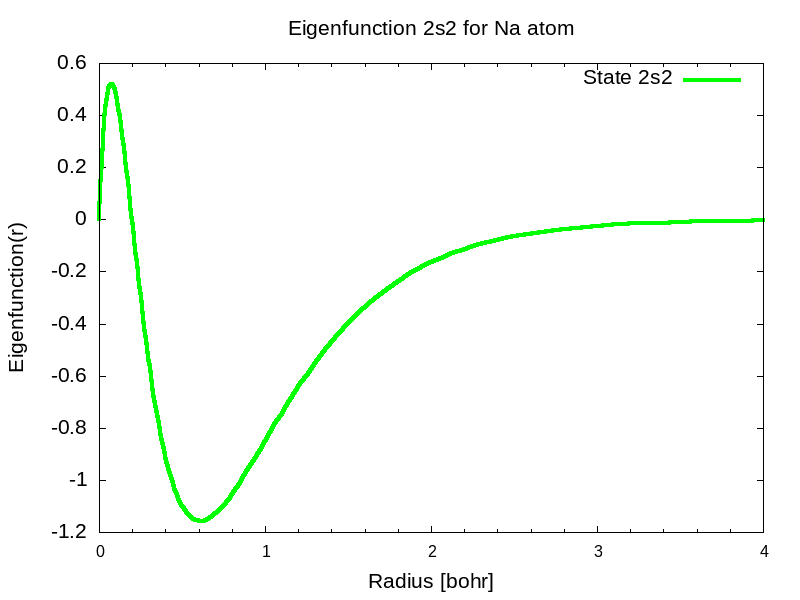 Eigenfunction 2s2 for Na atom
State 2s2
0.6
0.4
0.2
0
-0.2
-0.4
-0.6
-0.8
-1
-1.2
Eigenfunction(r)
0 1 2 3 4
Radius [bohr]